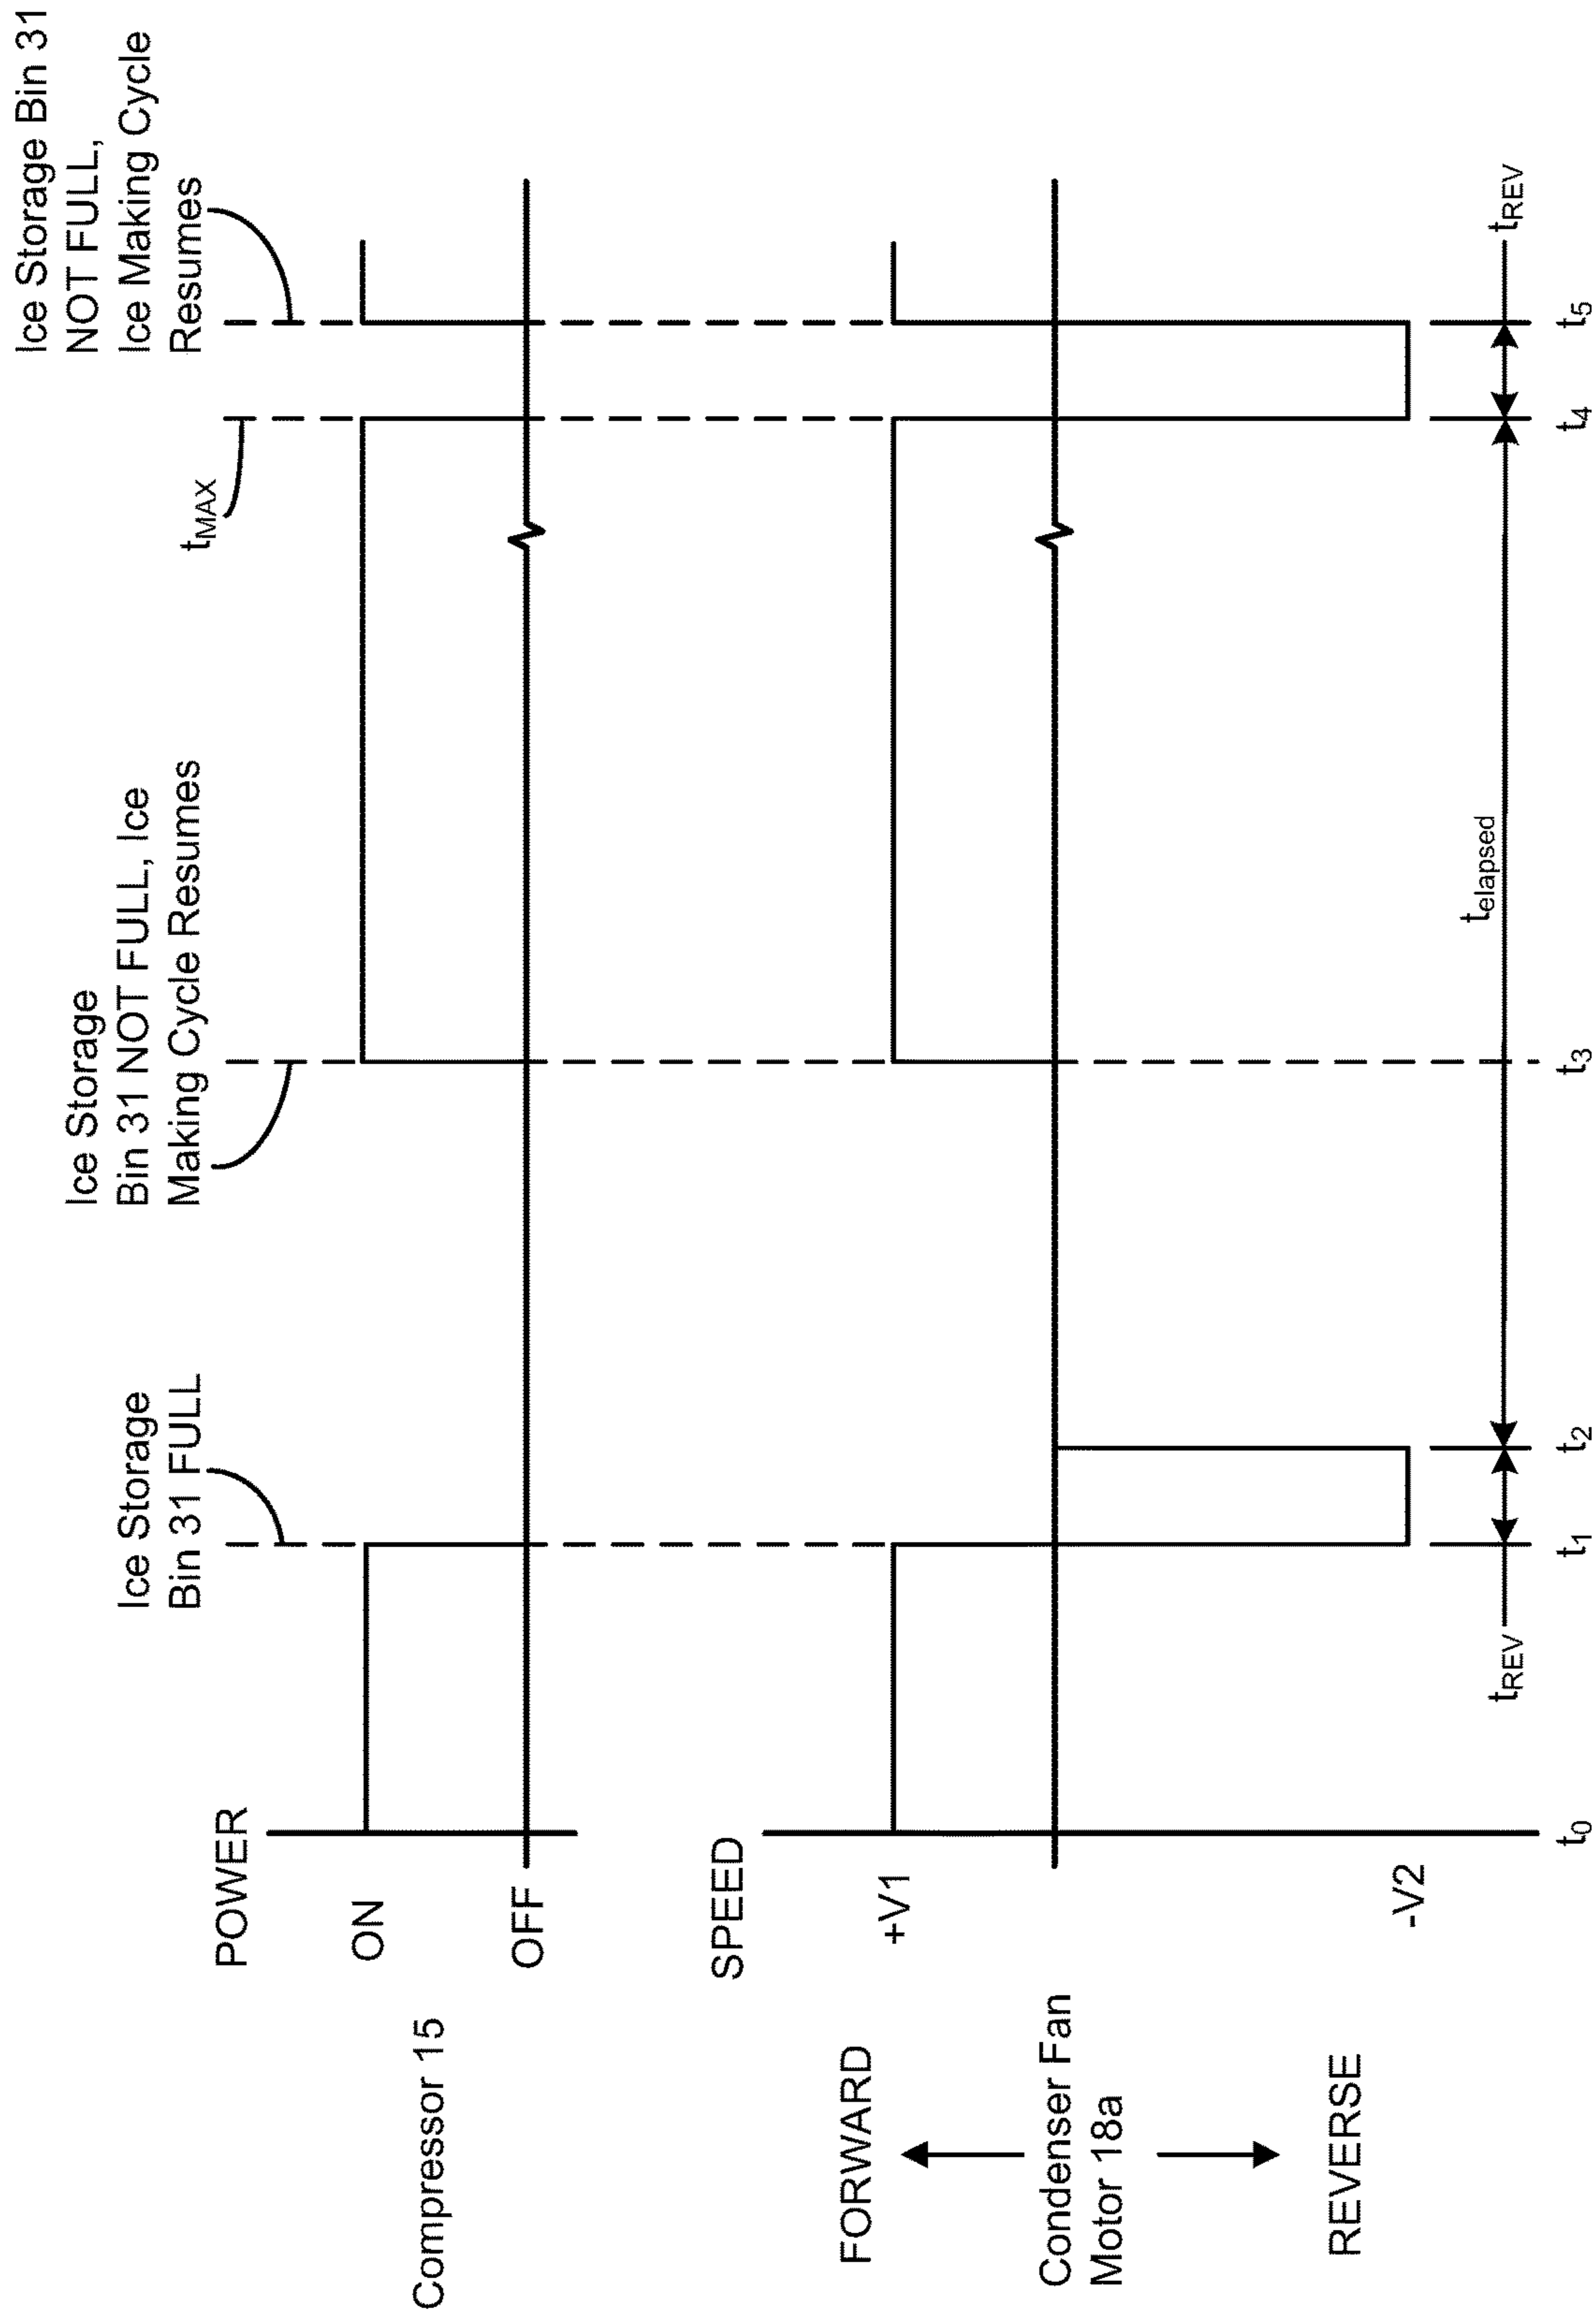 Ice Storage
Bin 31 FULL
Ice Storage
Bin 31 NOT FULL, Ice
Making Cycle Resumes
tMAX
Ice Storage Bin 31
NOT FULL,
Ice Making Cycle
Resumes
POWER
ON
OFF
Compressor 15
SPEED
+V1
-V2
FORWARD
Condenser Fan
Motor 18a
REVERSE
tREV
telapsed
tREV
t0
t1
t2
t3
t4
t5